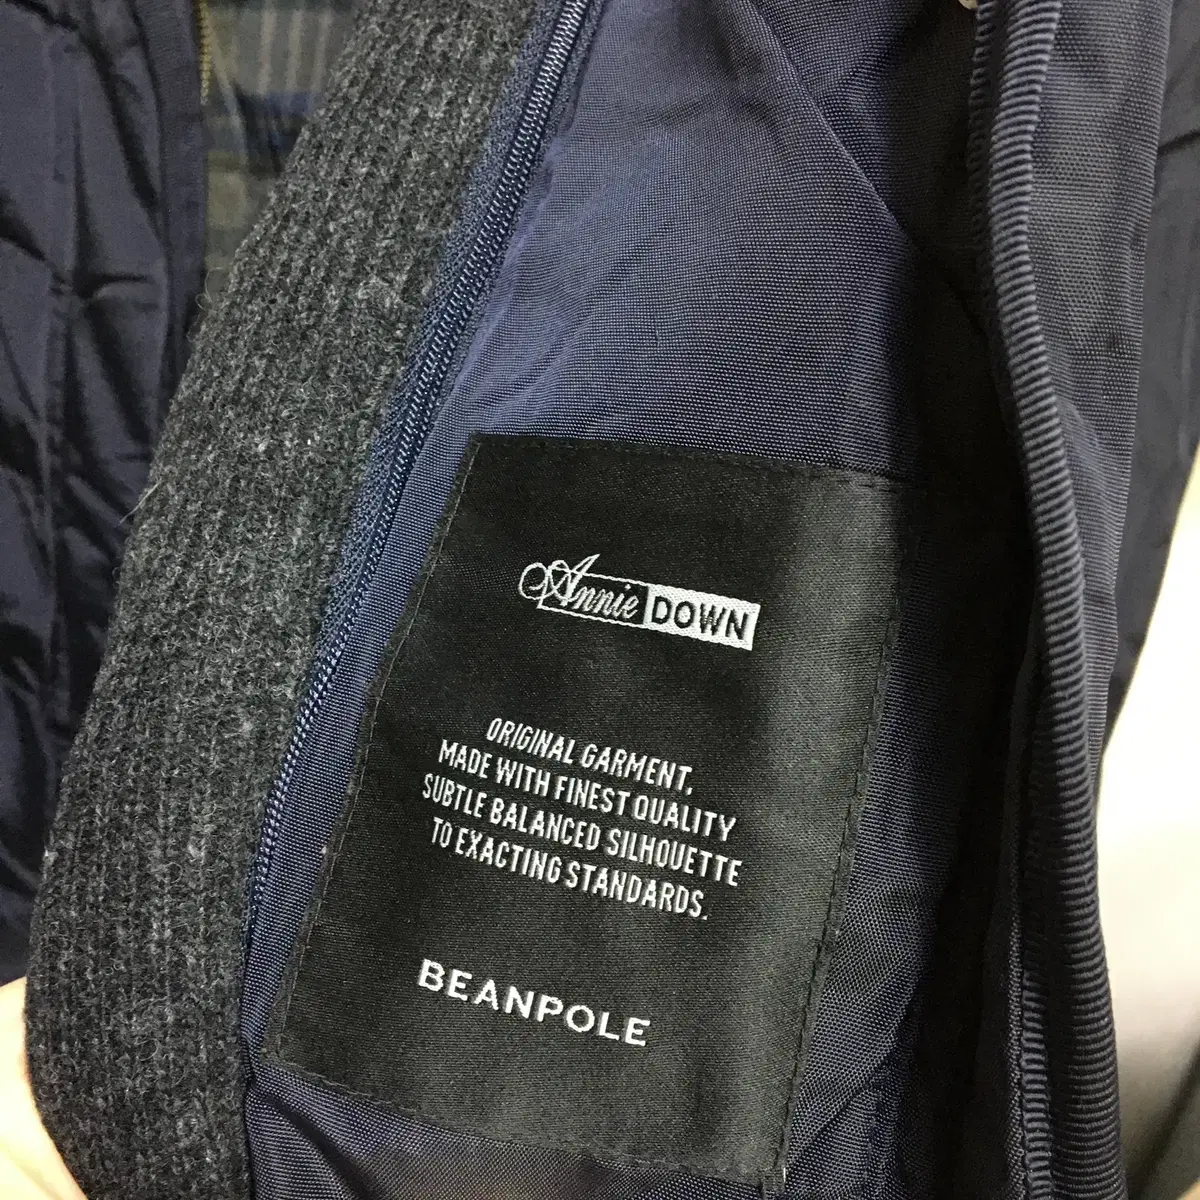 Annie DOWN
ORIGINAL GARMENT,
MADE WITH FINEST QUALITY
SUBTLE BALANCED SILHOUETTE
TO EXACTING STANDARDS.
BEANPOLE